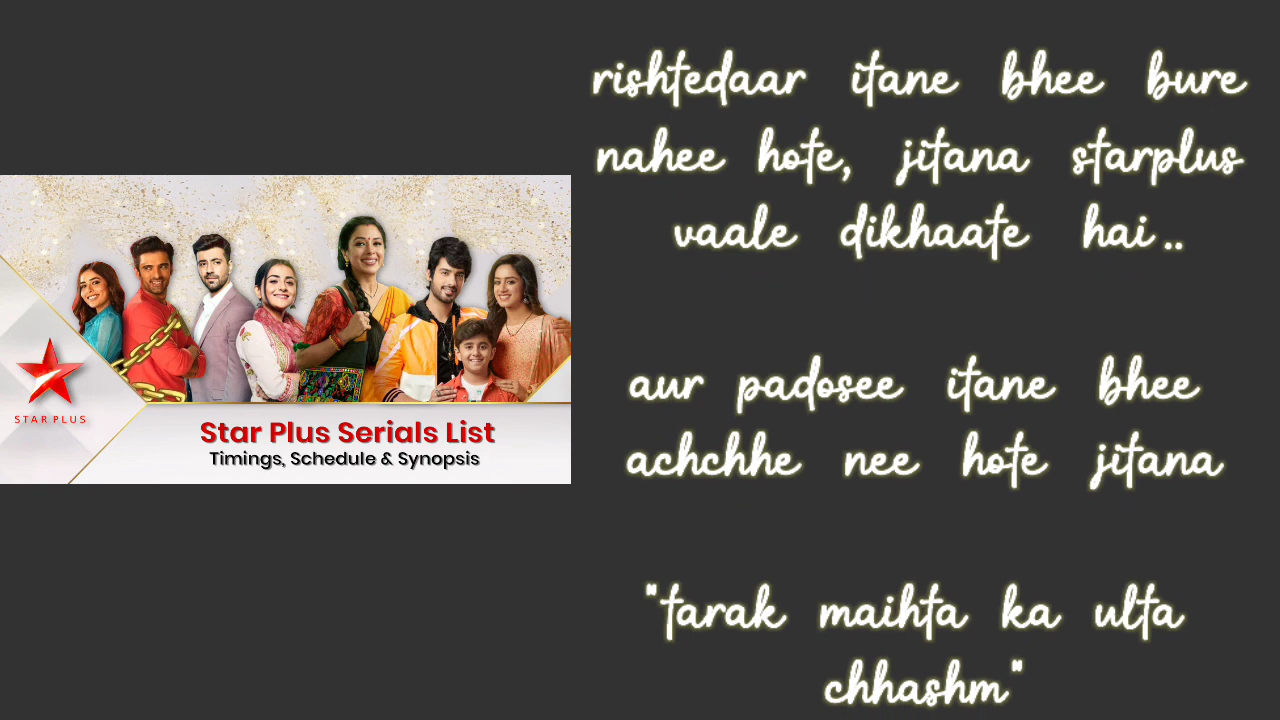 STAR PLUS
Star Plus Serials List
Timings, Schedule & Synopsis
rishtedaar itane bhee bure
nahee hote, jitana starplus
vaale dikhaate hai..
aur padosee itane bhee
achchhe nee hote jitana
"tarak maihta ka ulta
chhashm"